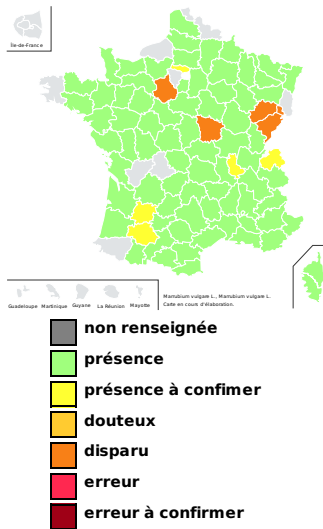 Île-de-France
Guadeloupe Martinique Guyane La Réunion Mayotte
Marrubium vulgare L., Marrubium vulgare L.
Carte en cours d'élaboration.
non renseignée
présence
présence à confimer
douteux
disparu
erreur
erreur à confirmer